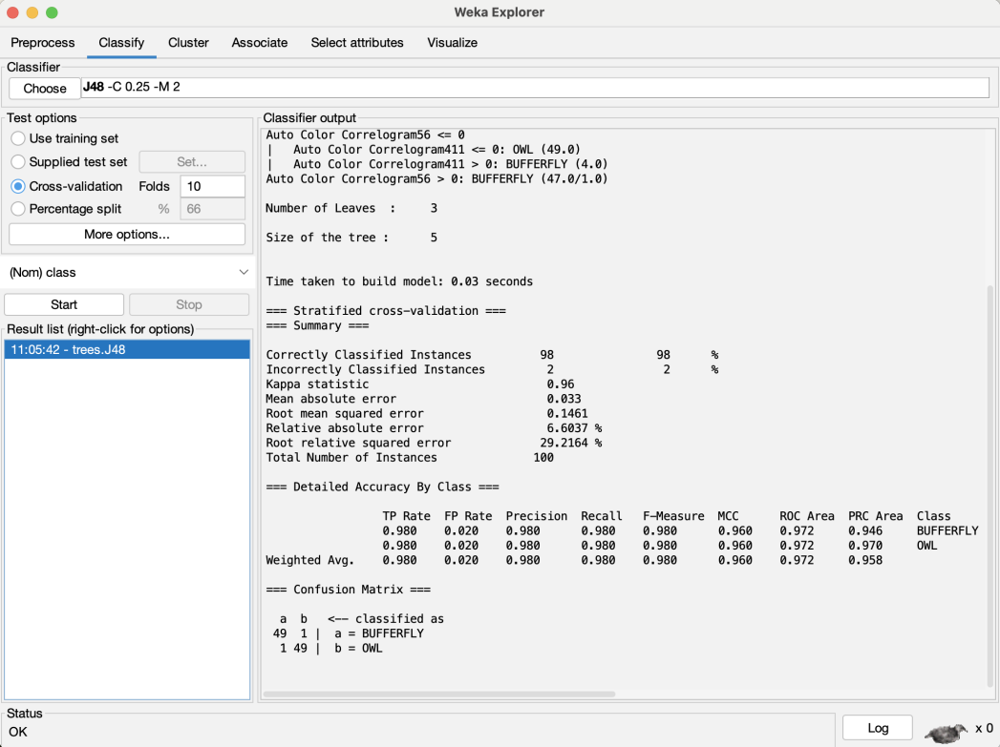 Weka Explorer
Preprocess Classify Cluster Associate Select attributes Visualize
Classifier
Choose J48 -C 0.25 -M 2
Test options
Use training set
Supplied test set Set...
Cross-validation Folds 10
Percentage split % 66
More options...
(Nom) class
Start Stop
Result list (right-click for options)
11:05:42 - trees.J48
Classifier output
Auto Color Correlogram56 <= 0
|   Auto Color Correlogram411 <= 0: OWL (49.0)
|   Auto Color Correlogram411 > 0: BUFFERFLY (4.0)
Auto Color Correlogram56 > 0: BUFFERFLY (47.0/1.0)
Number of Leaves  :     3
Size of the tree :      5
Time taken to build model: 0.03 seconds
=== Stratified cross-validation ===
=== Summary ===
Correctly Classified Instances          98               98      %
Incorrectly Classified Instances         2                2      %
Kappa statistic                          0.96
Mean absolute error                      0.033
Root mean squared error                  0.1461
Relative absolute error                  6.6037 %
Root relative squared error             29.2164 %
Total Number of Instances              100
=== Detailed Accuracy By Class ===
TP Rate  FP Rate  Precision  Recall   F-Measure  MCC      ROC Area  PRC Area  Class
0.980    0.020    0.980      0.980    0.980      0.960    0.972     0.946     BUFFERFLY
0.980    0.020    0.980      0.980    0.980      0.960    0.972     0.970     OWL
Weighted Avg.    0.980    0.020    0.980      0.980    0.980      0.960    0.972     0.958
=== Confusion Matrix ===
a  b   <-- classified as
49  1 |  a = BUFFERFLY
1 49 |  b = OWL
Status
OK
Log x 0